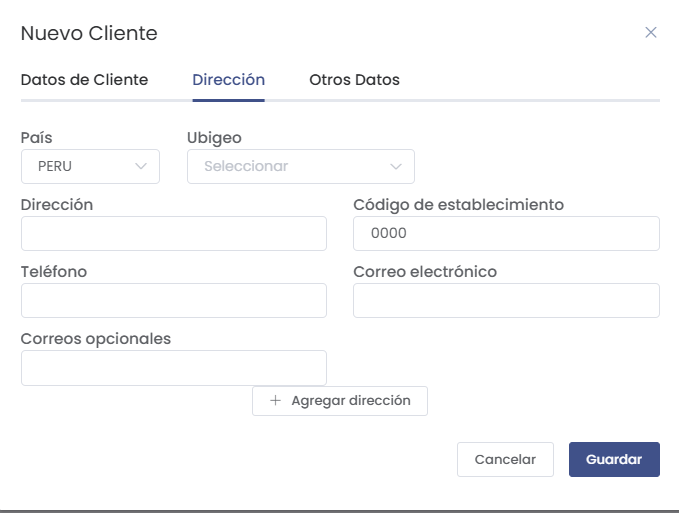 Nuevo Cliente
Datos de Cliente Dirección Otros Datos
País Ubigeo
PERU Seleccionar
Dirección Código de establecimiento
0000
Teléfono Correo electrónico
Correos opcionales
+ Agregar dirección
Cancelar Guardar